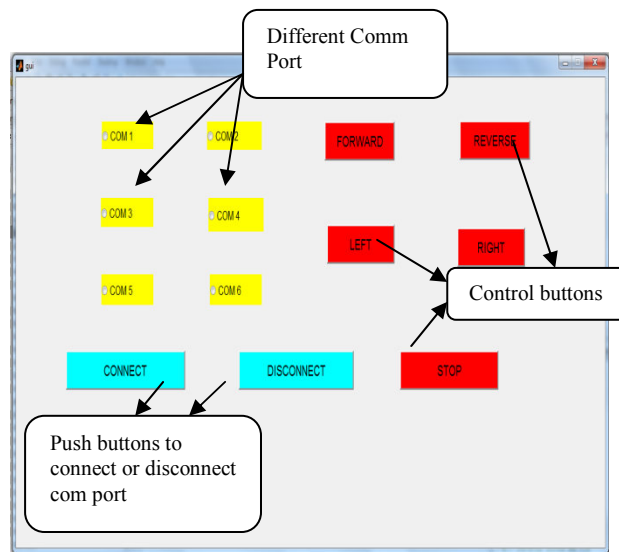 Different Comm
Port
gui
COM 1
COM 2
FORWARD
REVERSE
COM 3
COM 4
LEFT
RIGHT
Control buttons
COM 5
COM 6
CONNECT
DISCONNECT
STOP
Push buttons to
connect or disconnect
com port